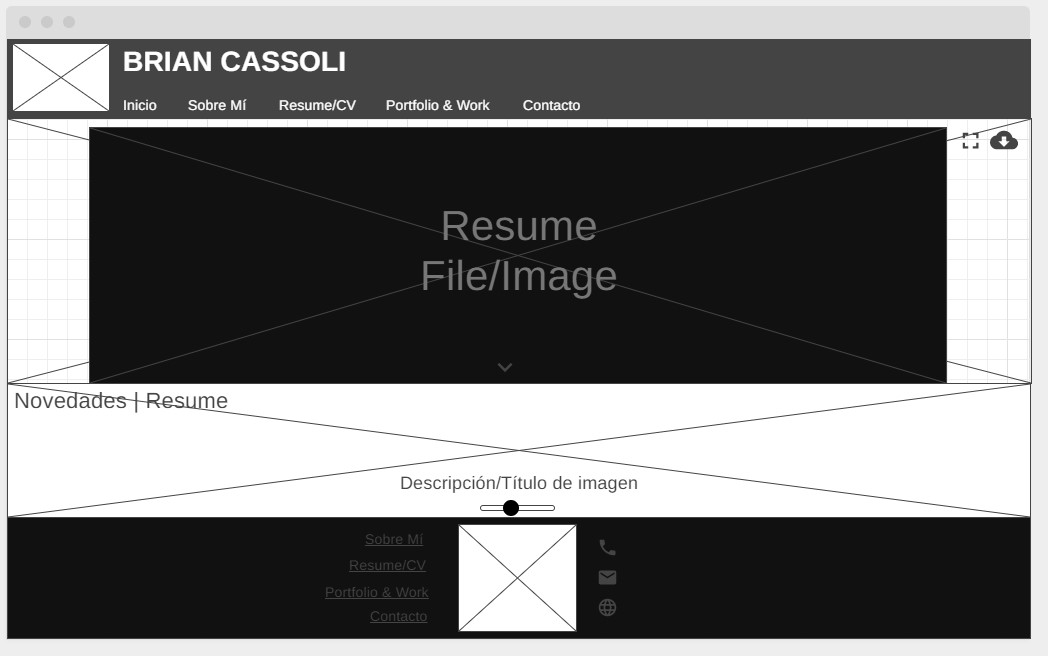 BRIAN CASSOLI
Inicio Sobre Mí Resume/CV Portfolio & Work Contacto
Resume
File/Image
Novedades | Resume
Descripción/Título de imagen
Sobre Mí
Resume/CV
Portfolio & Work
Contacto